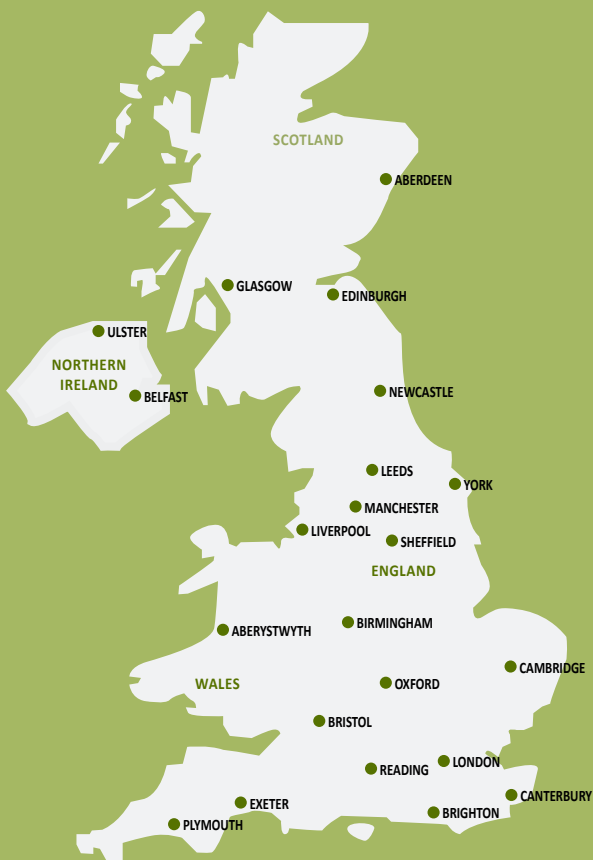 SCOTLAND
ABERDEEN
GLASGOW
EDINBURGH
ULSTER
NORTHERN
IRELAND
BELFAST
NEWCASTLE
LEEDS
YORK
MANCHESTER
LIVERPOOL
SHEFFIELD
ENGLAND
ABERYSTWYTH
BIRMINGHAM
CAMBRIDGE
WALES
OXFORD
BRISTOL
READING
LONDON
CANTERBURY
EXETER
BRIGHTON
PLYMOUTH